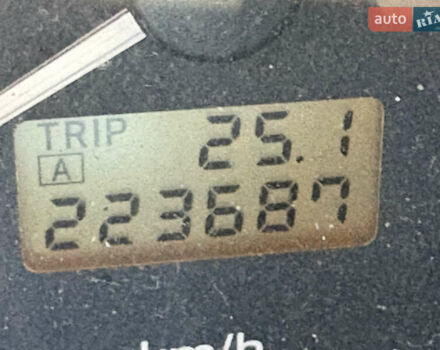 auto RIA
TRIP 25.1
A
223687
km/h